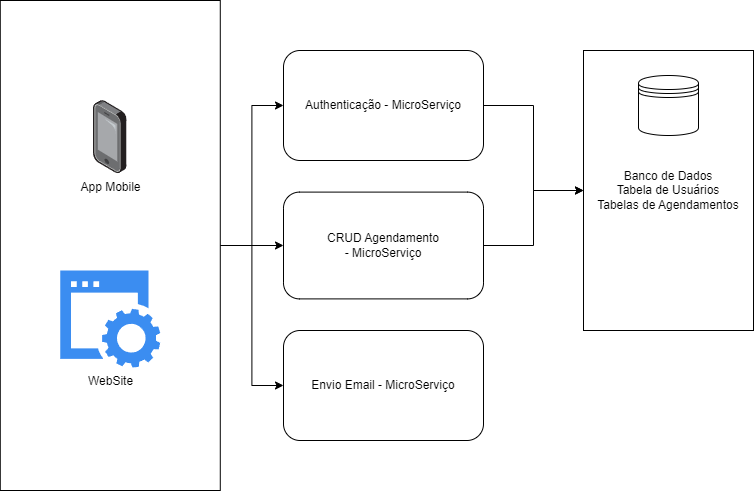 App Mobile
WebSite
Authenticação - MicroServiço
CRUD Agendamento
- MicroServiço
Envio Email - MicroServiço
Banco de Dados
Tabela de Usuários
Tabelas de Agendamentos